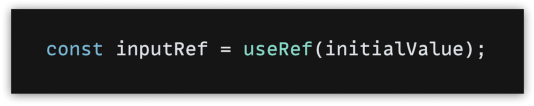 const inputRef = useRef(initialValue);